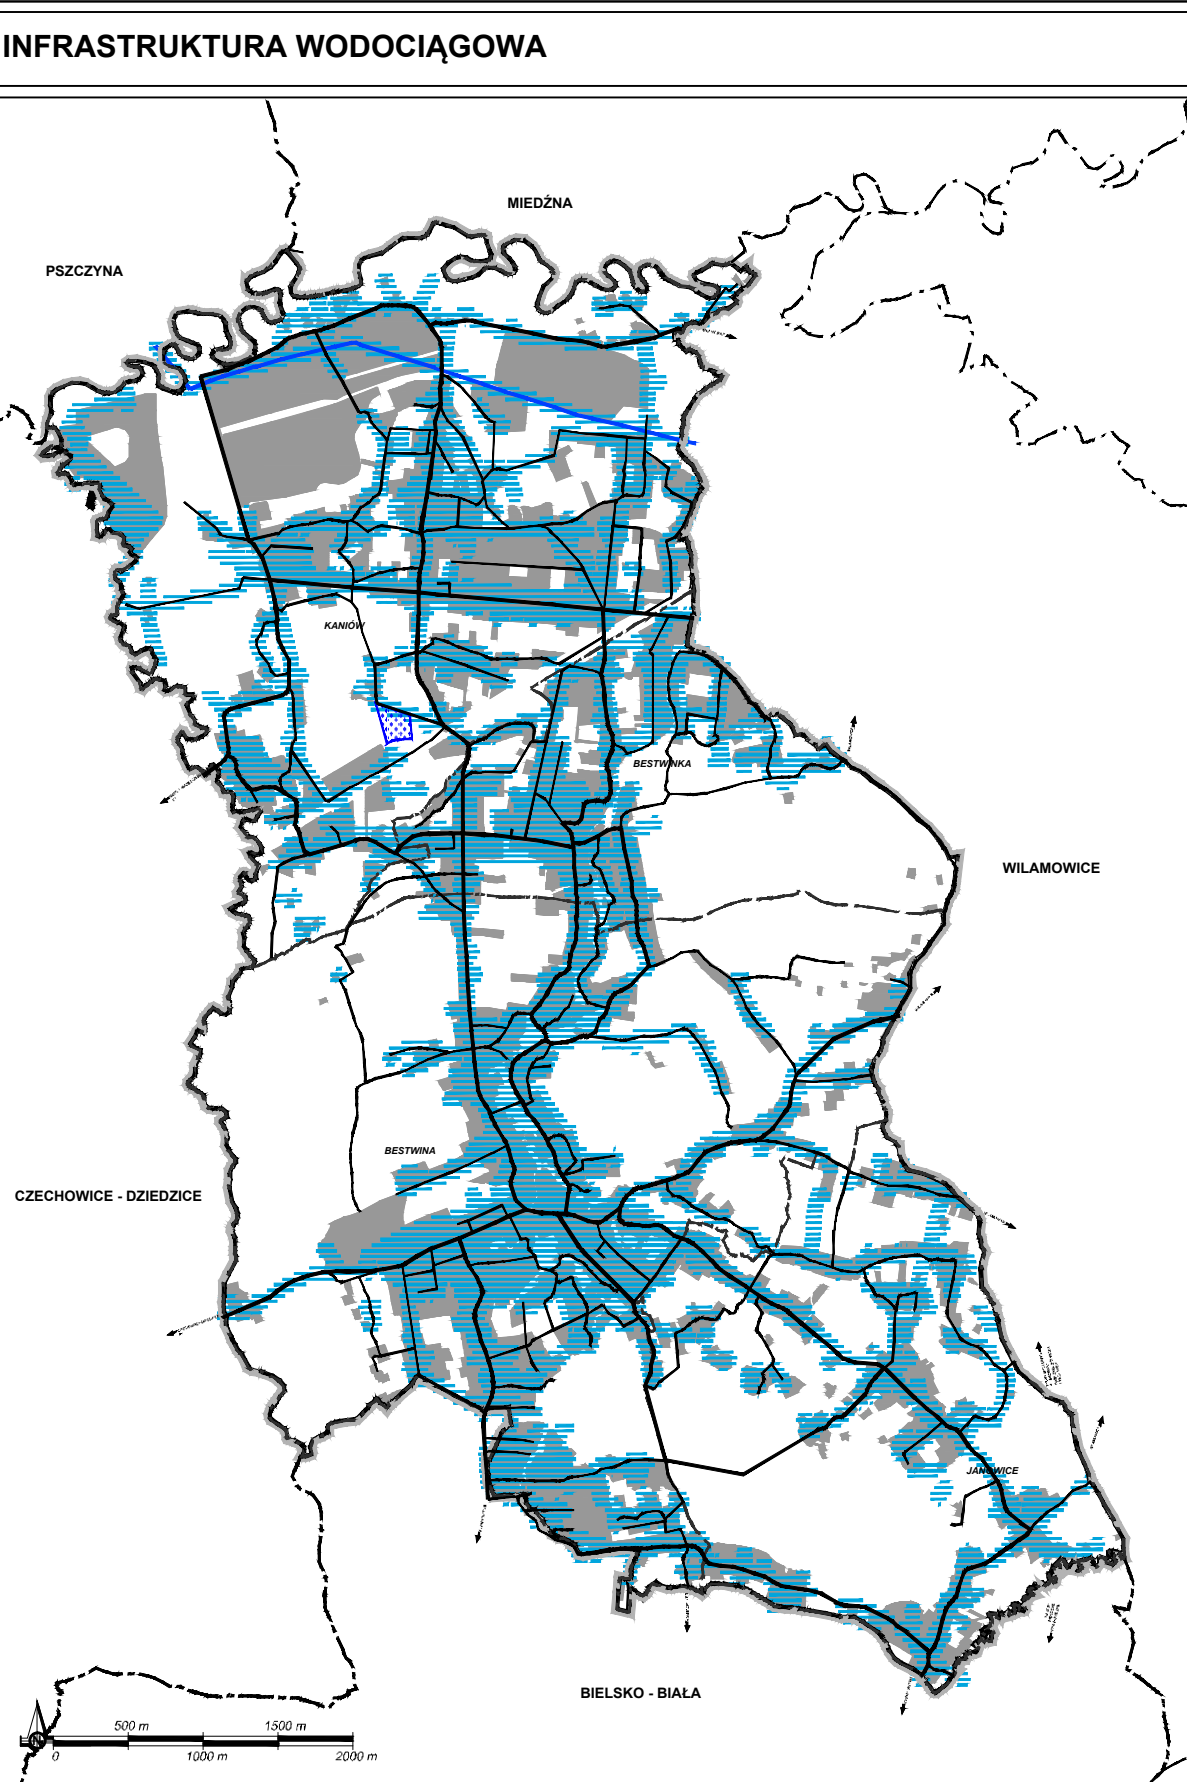 INFRASTRUKTURA WODOCIĄGOWA
MIEDŹNA
PSZCZYNA
KANIÓW
BESTWINKA
WILAMOWICE
BESTWINA
CZECHOWICE - DZIEDZICE
JANOWICE
BIELSKO - BIAŁA
500 m 1500 m
N
0 1000 m 2000 m